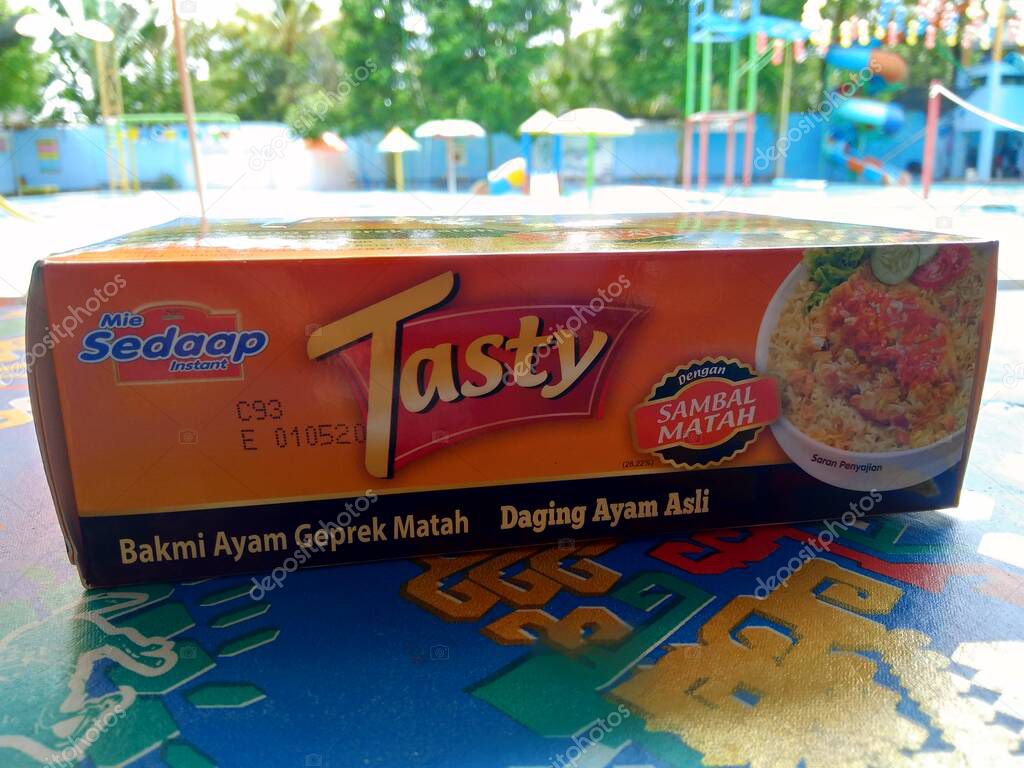 Mie
Sedaap
Instant
Tasty
C93
E 010520
Dengan
SAMBAL
MATAH
(26,22%)
Saran Penyajian
Bakmi Ayam Geprek Matah
Daging Ayam Asli
depositphotos